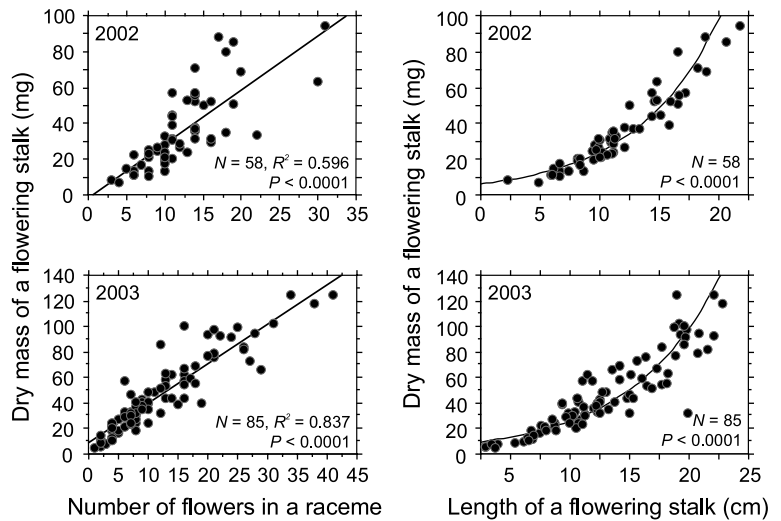 2002
Dry mass of a flowering stalk (mg)
100
80
60
40
20
0
N = 58, R² = 0.596
P < 0.0001
0 5 10 15 20 25 30 35
2002
Dry mass of a flowering stalk (mg)
100
80
60
40
20
0
N = 58
P < 0.0001
0 5 10 15 20
2003
140
120
100
80
60
40
20
0
N = 85, R² = 0.837
P < 0.0001
0 5 10 15 20 25 30 35 40
Number of flowers in a raceme
2003
140
120
100
80
60
40
20
0
N = 85
P < 0.0001
5 10 15 20 25
Length of a flowering stalk (cm)